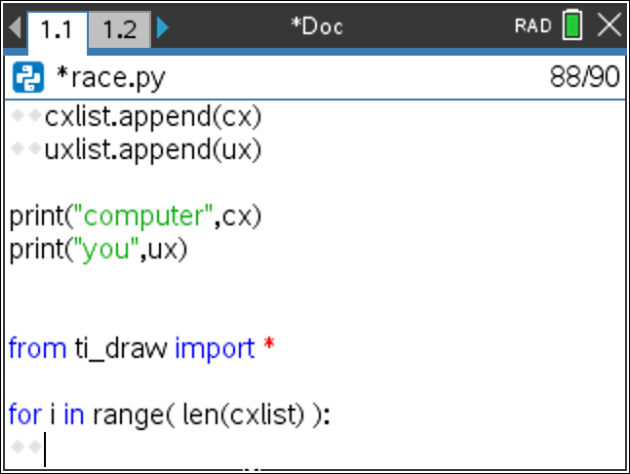 1.1 1.2 *Doc RAD
*race.py 88/90
cxlist.append(cx)
uxlist.append(ux)
print("computer",cx)
print("you",ux)
from ti_draw import *
for i in range( len(cxlist) ):